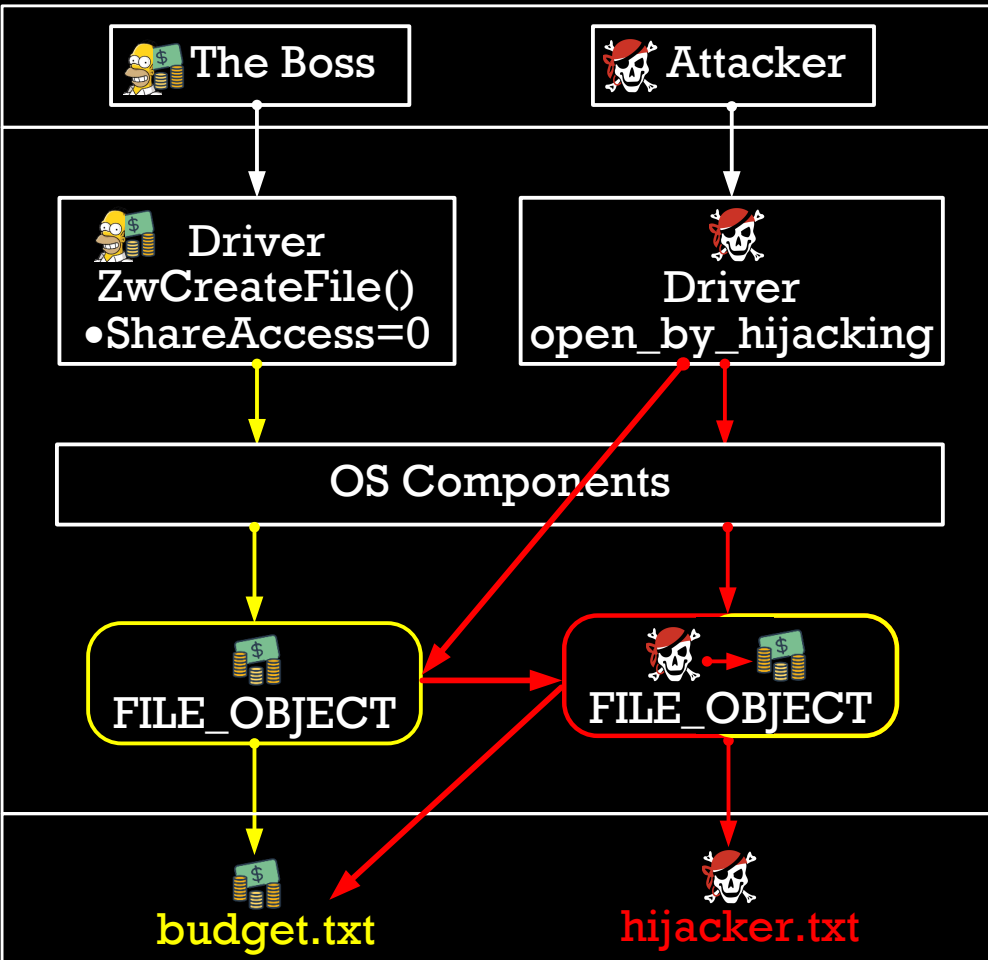 The Boss
Attacker
Driver
ZwCreateFile()
•ShareAccess=0
Driver
open_by_hijacking
OS Components
$
FILE_OBJECT
$
FILE_OBJECT
$
budget.txt
hijacker.txt